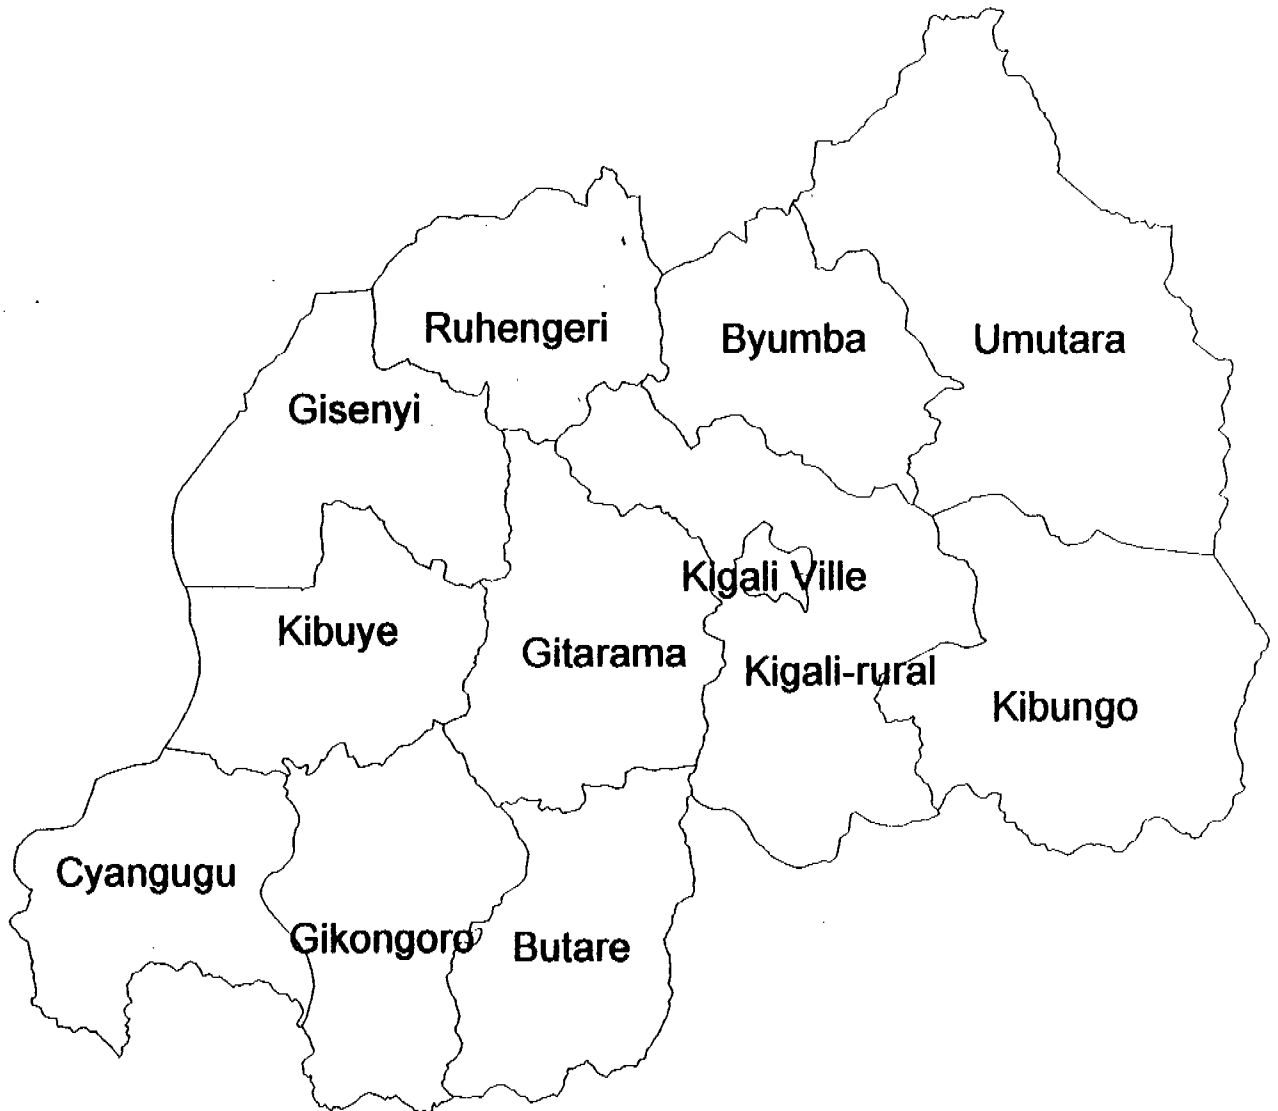 Ruhengeri
Byumba
Umutara
Gisenyi
Kigali Ville
Kibuye
Gitarama
Kigali-rural
Kibungo
Cyangugu
Gikongoro
Butare